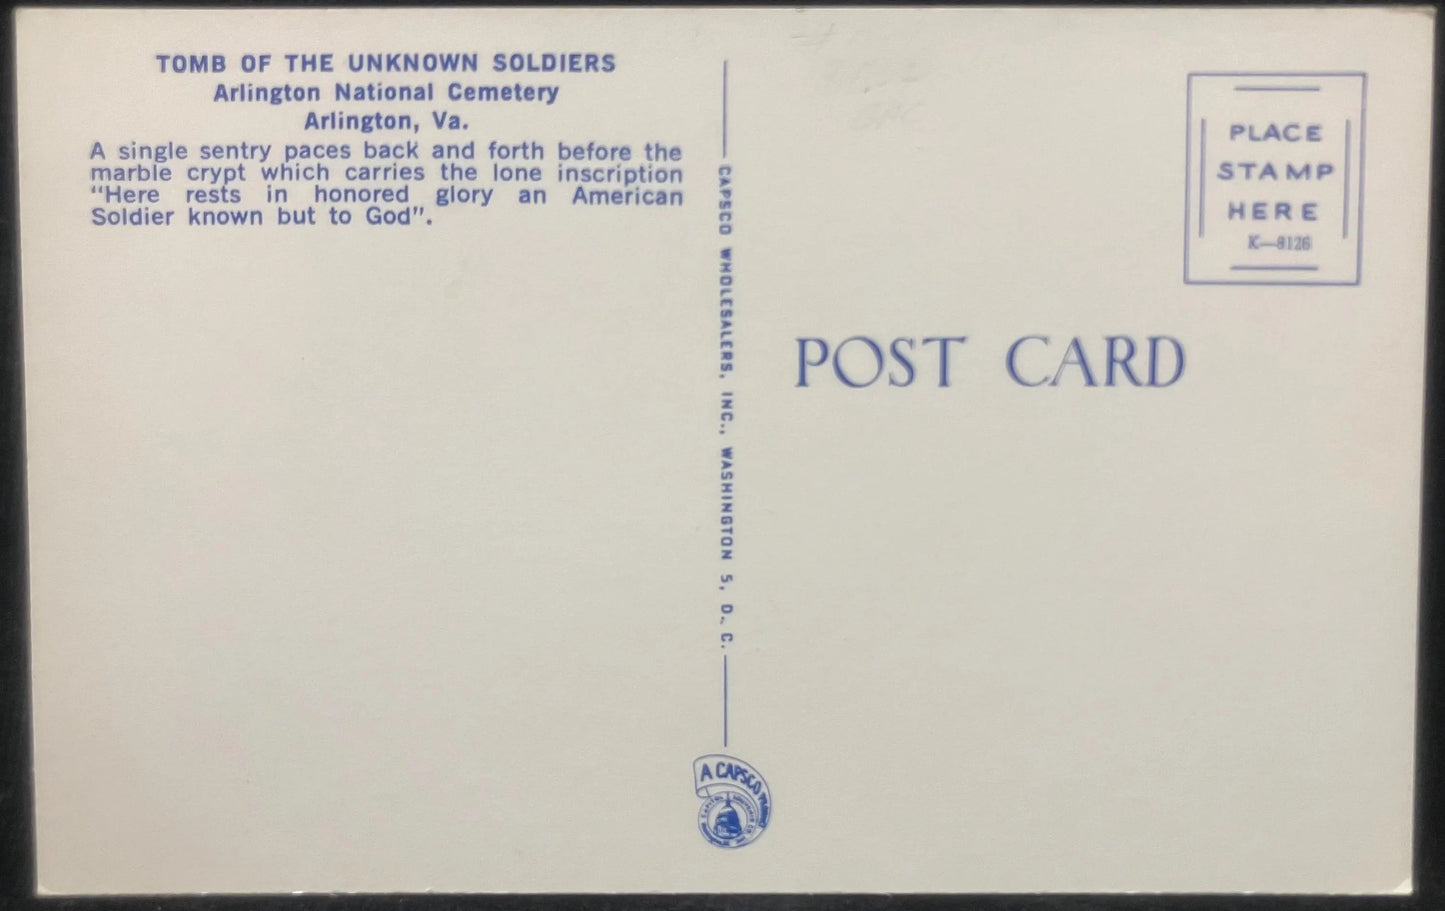 TOMB OF THE UNKNOWN SOLDIERS
Arlington National Cemetery
Arlington, Va.
A single sentry paces back and forth before the
marble crypt which carries the lone inscription
"Here rests in honored glory an American
Soldier known but to God".
CAPSCO WHOLESALERS, INC., WASHINGTON 5, D. C.
A CAPSCO PRODUCT
PLACE
STAMP
HERE
K—8126
POST CARD